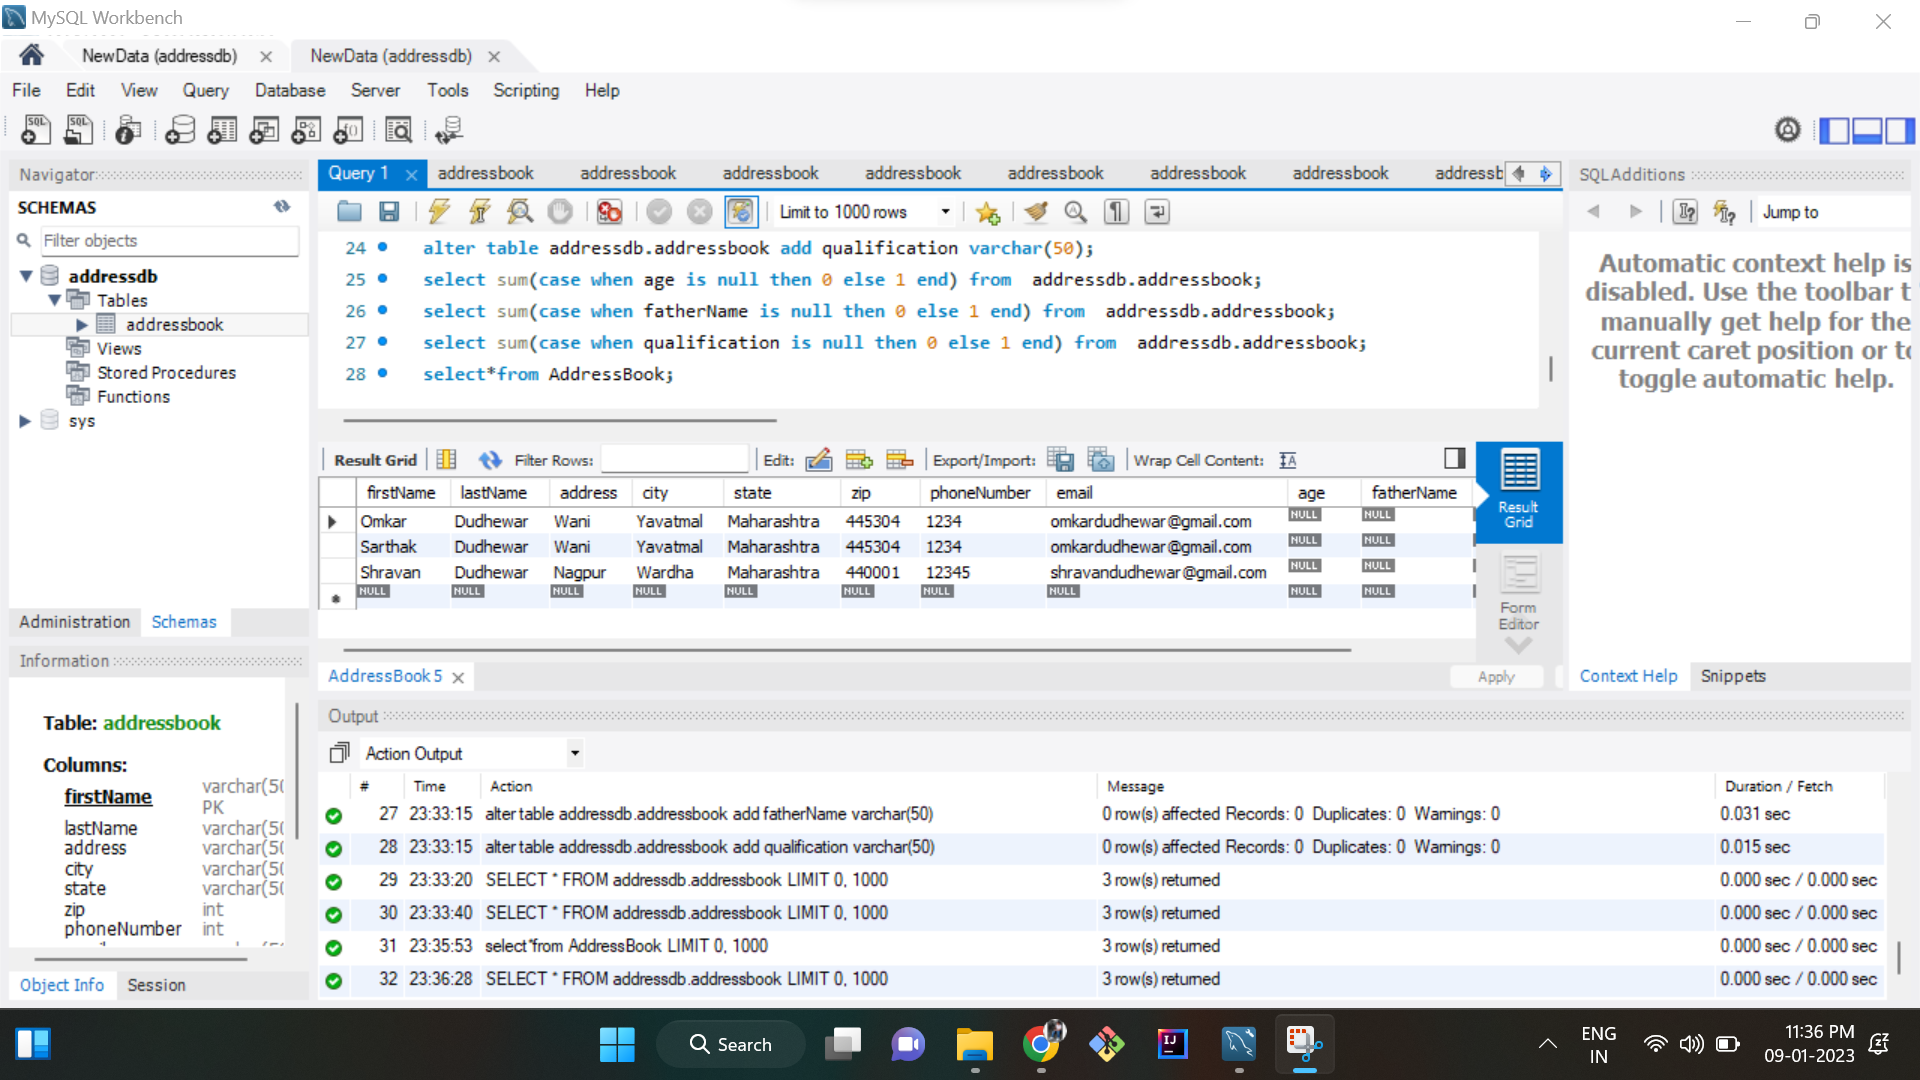 MySQL Workbench
NewData (addressdb)
NewData (addressdb)
File Edit View Query Database Server Tools Scripting Help
Navigator
SCHEMAS
Filter objects
addressdb
Tables
addressbook
Views
Stored Procedures
Functions
sys
Administration Schemas
Information
Table: addressbook
Columns:
firstName varchar(50
PK
lastName varchar(50
address varchar(50
city varchar(50
state varchar(50
zip int
phoneNumber int
Object Info Session
Query 1 addressbook addressbook addressbook addressbook addressbook addressbook addressbook addressb
Limit to 1000 rows
24 alter table addressdb.addressbook add qualification varchar(50);
25 select sum(case when age is null then 0 else 1 end) from addressdb.addressbook;
26 select sum(case when fatherName is null then 0 else 1 end) from addressdb.addressbook;
27 select sum(case when qualification is null then 0 else 1 end) from addressdb.addressbook;
28 select*from AddressBook;
Result Grid Filter Rows: Edit: Export/Import: Wrap Cell Content:
firstName lastName address city state zip phoneNumber email age fatherName
Omkar Dudhewar Wani Yavatmal Maharashtra 445304 1234 omkardudhewar@gmail.com NULL NULL
Sarthak Dudhewar Wani Yavatmal Maharashtra 445304 1234 omkardudhewar@gmail.com NULL NULL
Shravan Dudhewar Nagpur Wardha Maharashtra 440001 12345 shravandudhewar@gmail.com NULL NULL
NULL NULL NULL NULL NULL NULL NULL NULL NULL NULL
Result
Grid
Form
Editor
AddressBook 5
Apply
SQLAdditions
Jump to
Automatic context help is
disabled. Use the toolbar t
manually get help for the
current caret position or to
toggle automatic help.
Context Help Snippets
Output
Action Output
# Time Action Message Duration / Fetch
27 23:33:15 alter table addressdb.addressbook add fatherName varchar(50) 0 row(s) affected Records: 0 Duplicates: 0 Warnings: 0 0.031 sec
28 23:33:15 alter table addressdb.addressbook add qualification varchar(50) 0 row(s) affected Records: 0 Duplicates: 0 Warnings: 0 0.015 sec
29 23:33:20 SELECT * FROM addressdb.addressbook LIMIT 0, 1000 3 row(s) returned 0.000 sec / 0.000 sec
30 23:33:40 SELECT * FROM addressdb.addressbook LIMIT 0, 1000 3 row(s) returned 0.000 sec / 0.000 sec
31 23:35:53 select*from AddressBook LIMIT 0, 1000 3 row(s) returned 0.000 sec / 0.000 sec
32 23:36:28 SELECT * FROM addressdb.addressbook LIMIT 0, 1000 3 row(s) returned 0.000 sec / 0.000 sec
Search
ENG
IN
11:36 PM
09-01-2023